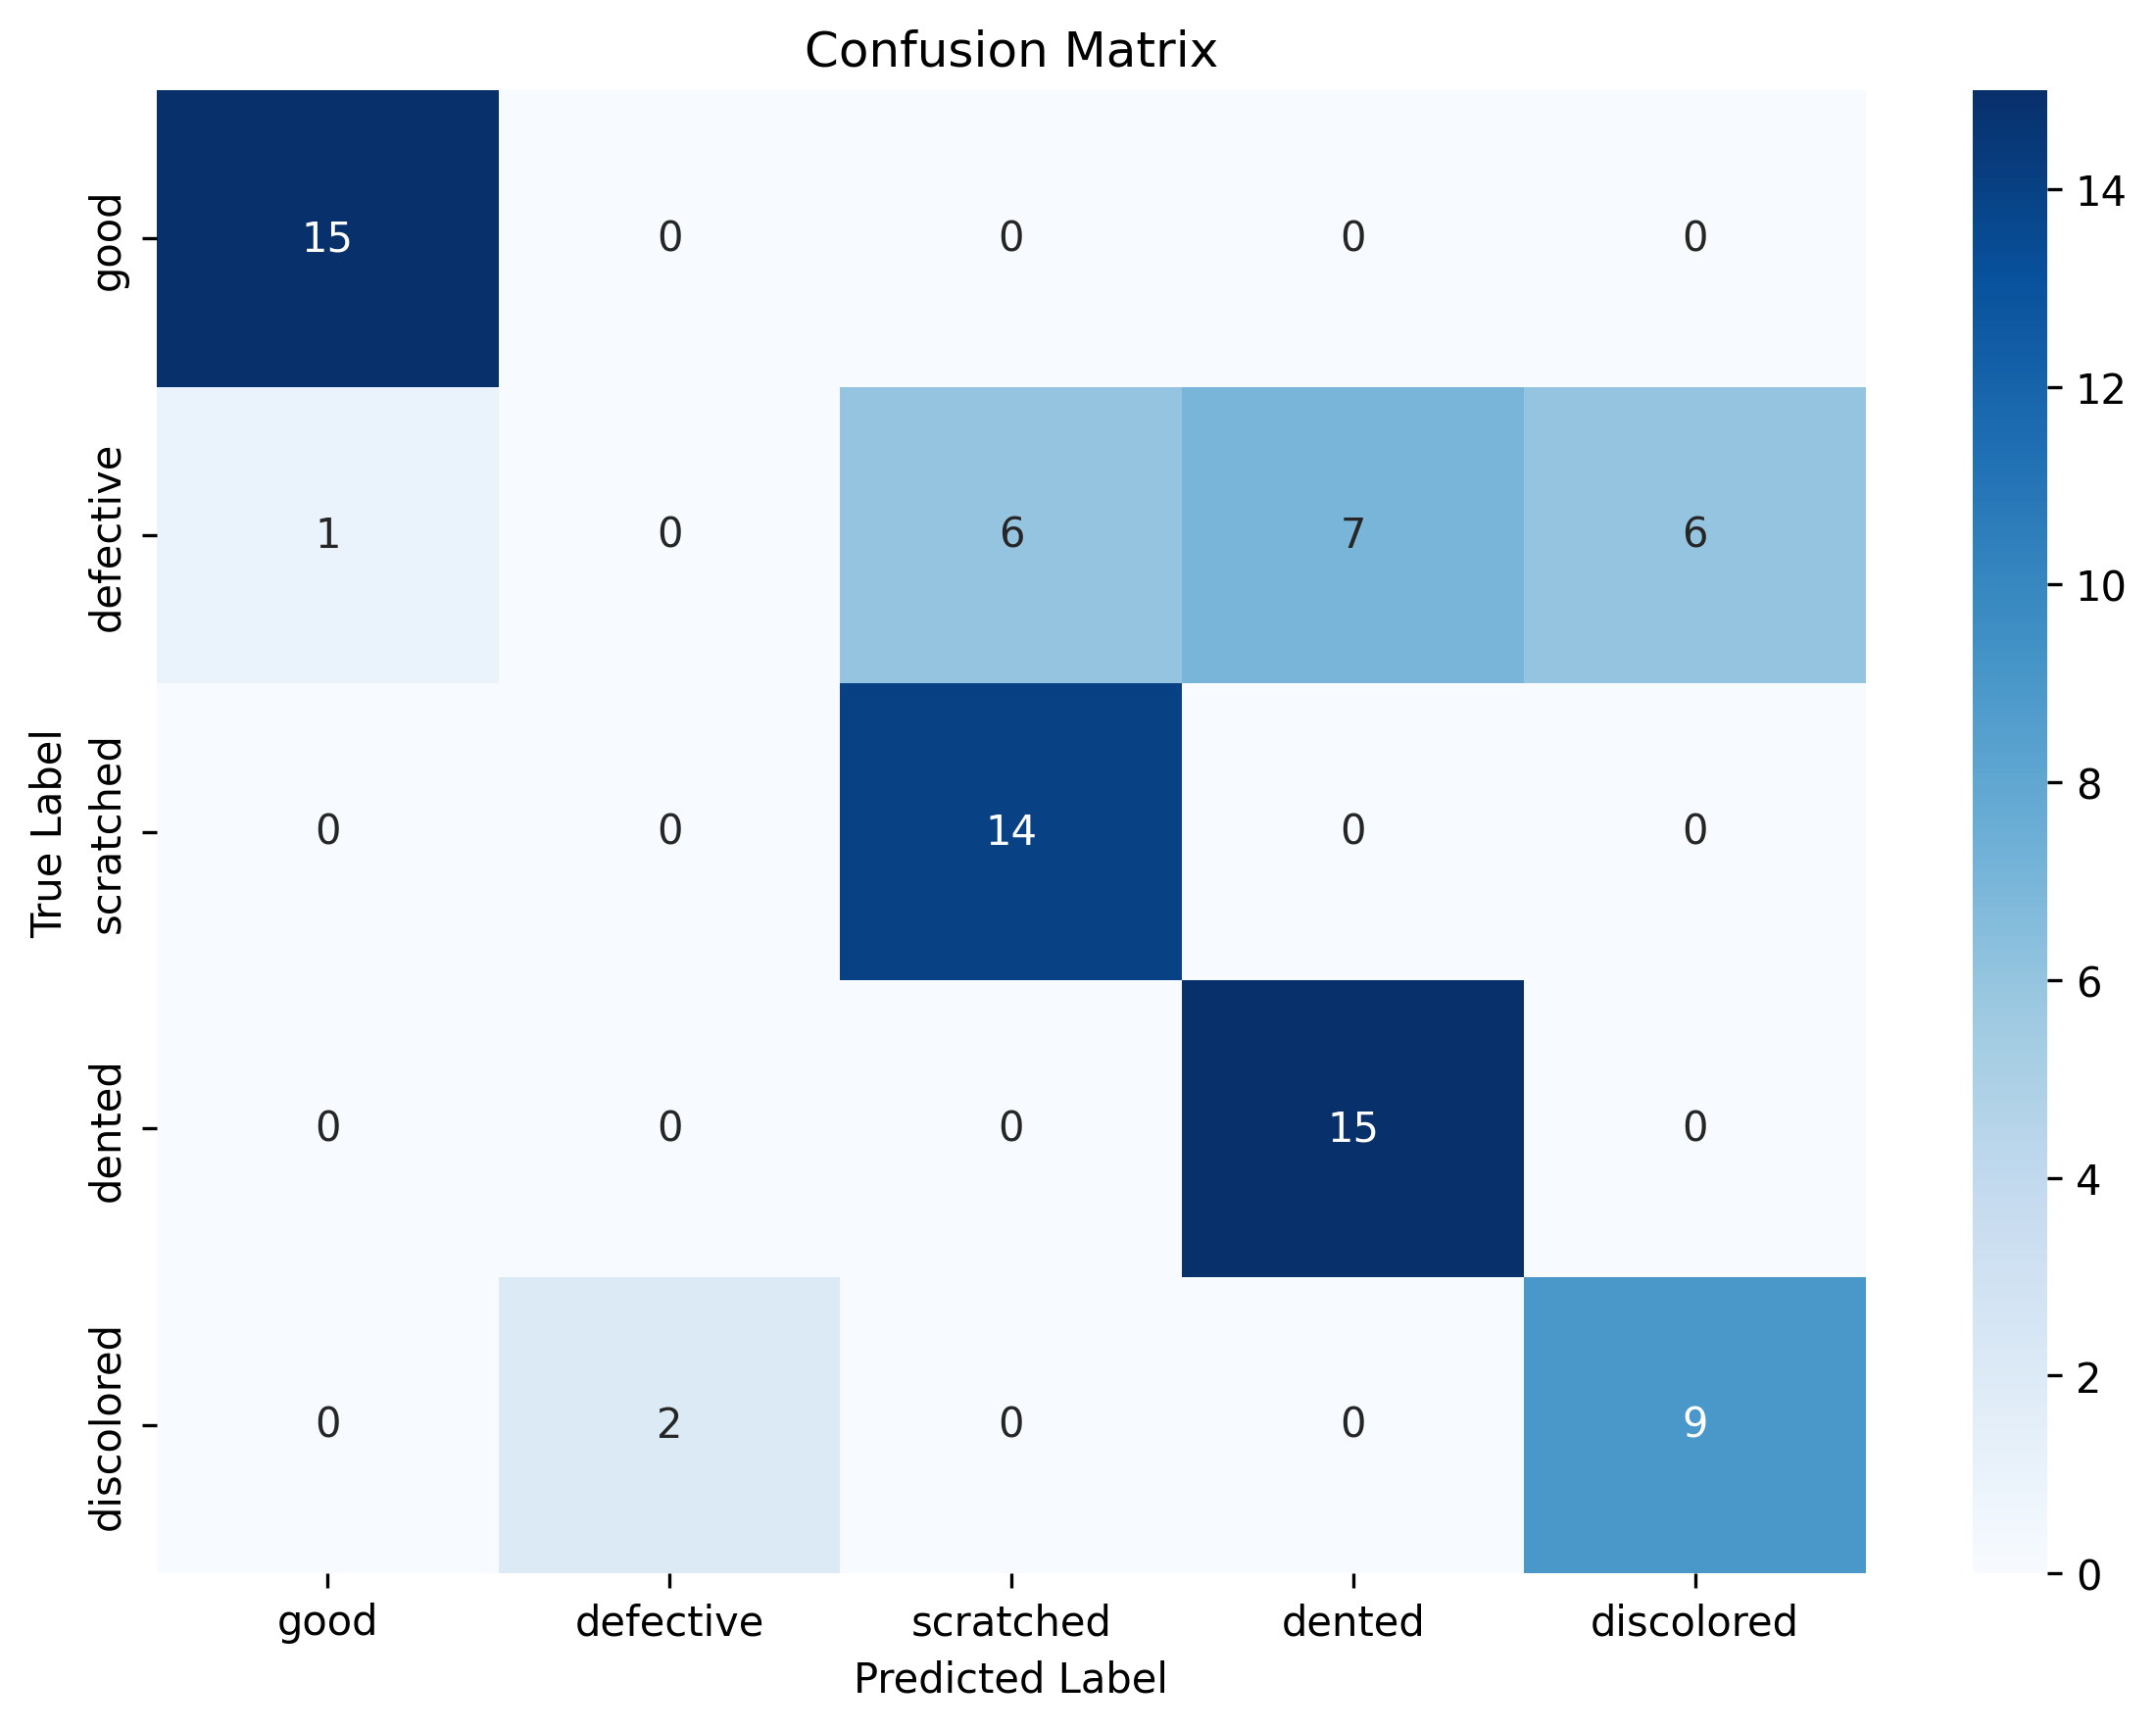 Confusion Matrix
True Label
good
15 0 0 0 0
defective
1 0 6 7 6
scratched
0 0 14 0 0
dented
0 0 0 15 0
discolored
0 2 0 0 9
good defective scratched dented discolored
Predicted Label
14
12
10
8
6
4
2
0